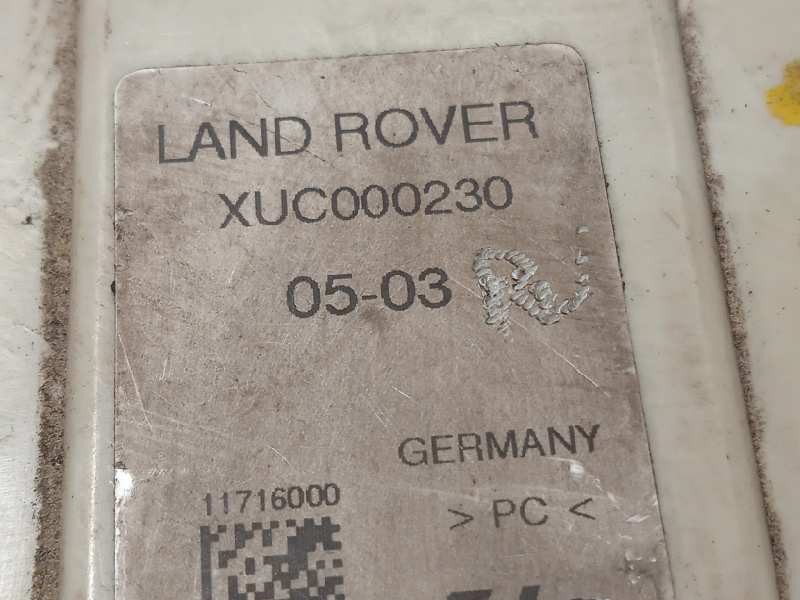 LAND ROVER
XUC000230
05-03
GERMANY
11716000
> PC <